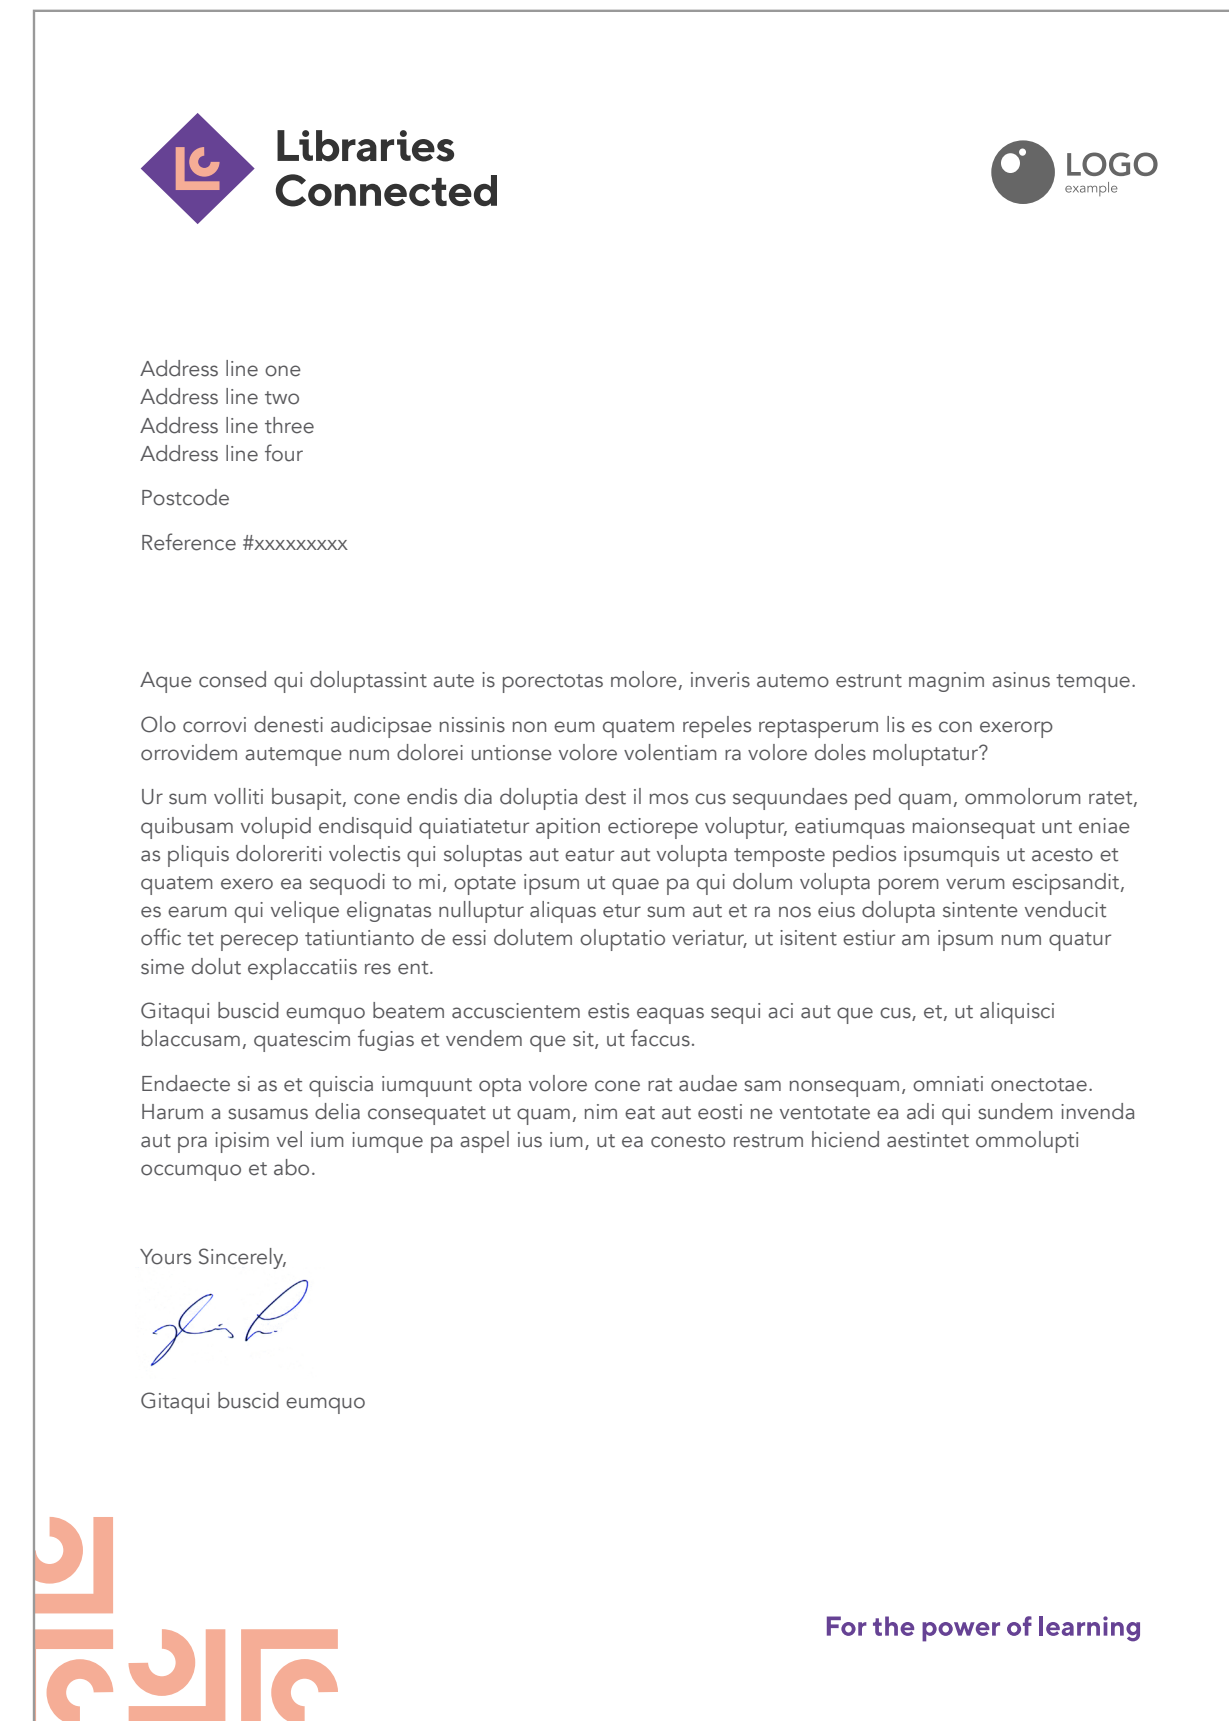 Libraries
Connected
LOGO
example
Address line one
Address line two
Address line three
Address line four
Postcode
Reference #xxxxxxxxx
Aque consed qui doluptassint aute is porectotas molore, inveris autemo estrunt magnim asinus temque.
Olo corrovi denesti audicipsae nissinis non eum quatem repeles reptasperum lis es con exerorp
orrovidem autemque num dolorei untionse volore volentiam ra volore doles moluptatur?
Ur sum volliti busapit, cone endis dia doluptia dest il mos cus sequundaes ped quam, ommolorum ratet,
quibusam volupid endisquid quiatiatetur apition ectiorepe voluptur, eatiumquas maionsequat unt eniae
as pliquis doloreriti volectis qui soluptas aut eatur aut volupta temposte pedios ipsumquis ut acesto et
quatem exero ea sequodi to mi, optate ipsum ut quae pa qui dolum volupta porem verum escipsandit,
es earum qui velique elignatas nulluptur aliquas etur sum aut et ra nos eius dolupta sintente venducit
offic tet perecep tatiuntianto de essi dolutem oluptatio veriatur, ut isitent estiur am ipsum num quatur
sime dolut explaccatiis res ent.
Gitaqui buscid eumquo beatem accuscientem estis eaquas sequi aci aut que cus, et, ut aliquisci
blaccusam, quatescim fugias et vendem que sit, ut faccus.
Endaecte si as et quiscia iumqunt opta volore cone rat audae sam nonsequam, omniati onectotae.
Harum a susamus delia consequatet ut quam, nim eat aut eosti ne ventotate ea adi qui sundem invenda
aut pra ipisim vel ium iumque pa aspel ius ium, ut ea conesto restrum hiciend aestintet ommolupti
occumquo et abo.
Yours Sincerely,
Gitaqui buscid eumquo
For the power of learning